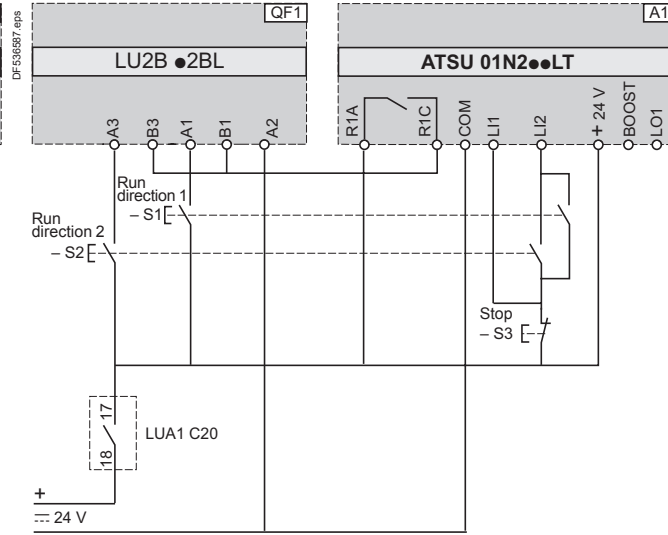 DF536587.eps
QF1
A1
LU2B ●2BL
ATSU 01N2●●LT
A3
B3
A1
B1
A2
R1A
R1C
COM
LI1
LI2
+ 24 V
BOOST
LO1
Run
direction 1
– S1
Run
direction 2
– S2
Stop
– S3
17
18
LUA1 C20
+
24 V